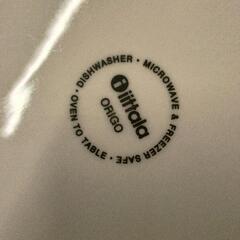 DISHWASHER • MICROWAVE & FREEZER SAFE • OVEN TO TABLE •
iittala
ORIGO